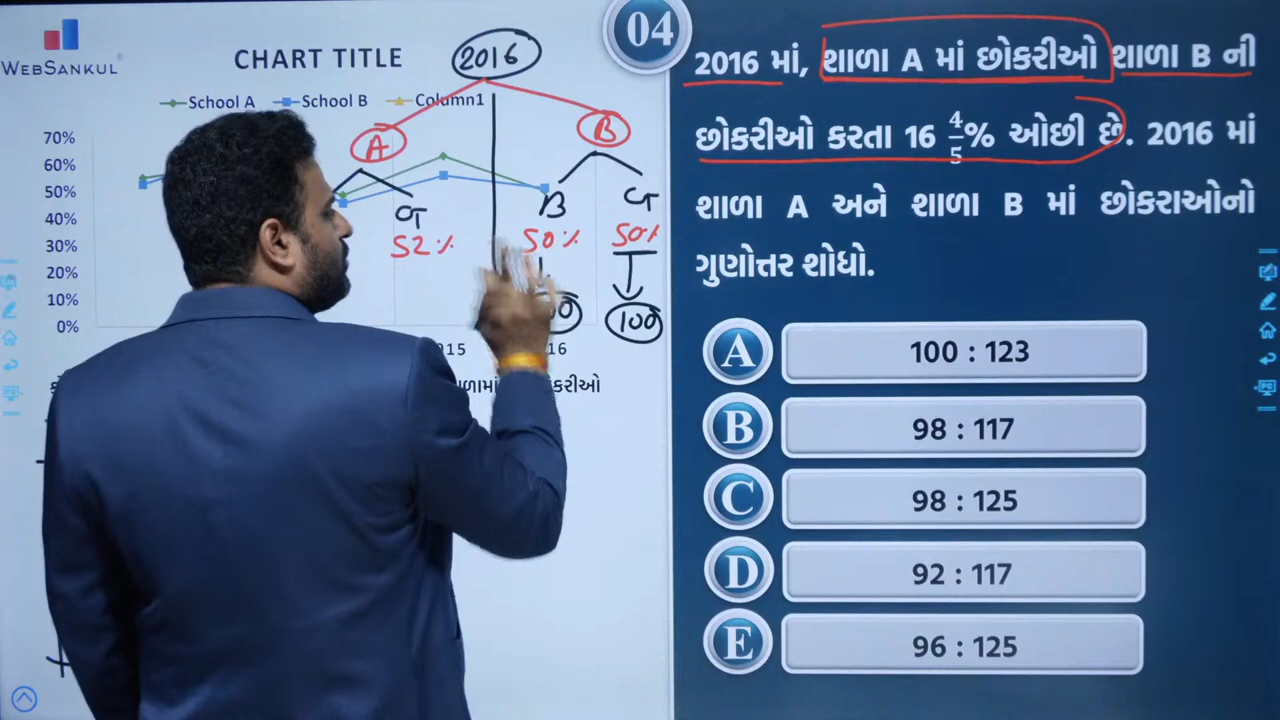 WEBSANKUL
CHART TITLE
2016
School A
School B
Column1
70%
60%
50%
40%
30%
20%
10%
0%
A
B
G
52%
B
50%
G
50%
100
04
2016 માં, શાળા A માં છોકરીઓ શાળા B ની
છોકરીઓ કરતા 16 4/5% ઓછી છે. 2016 માં
શાળા A અને શાળા B માં છોકરાઓનો
ગુણોત્તર શોધો.
A 100 : 123
B 98 : 117
C 98 : 125
D 92 : 117
E 96 : 125